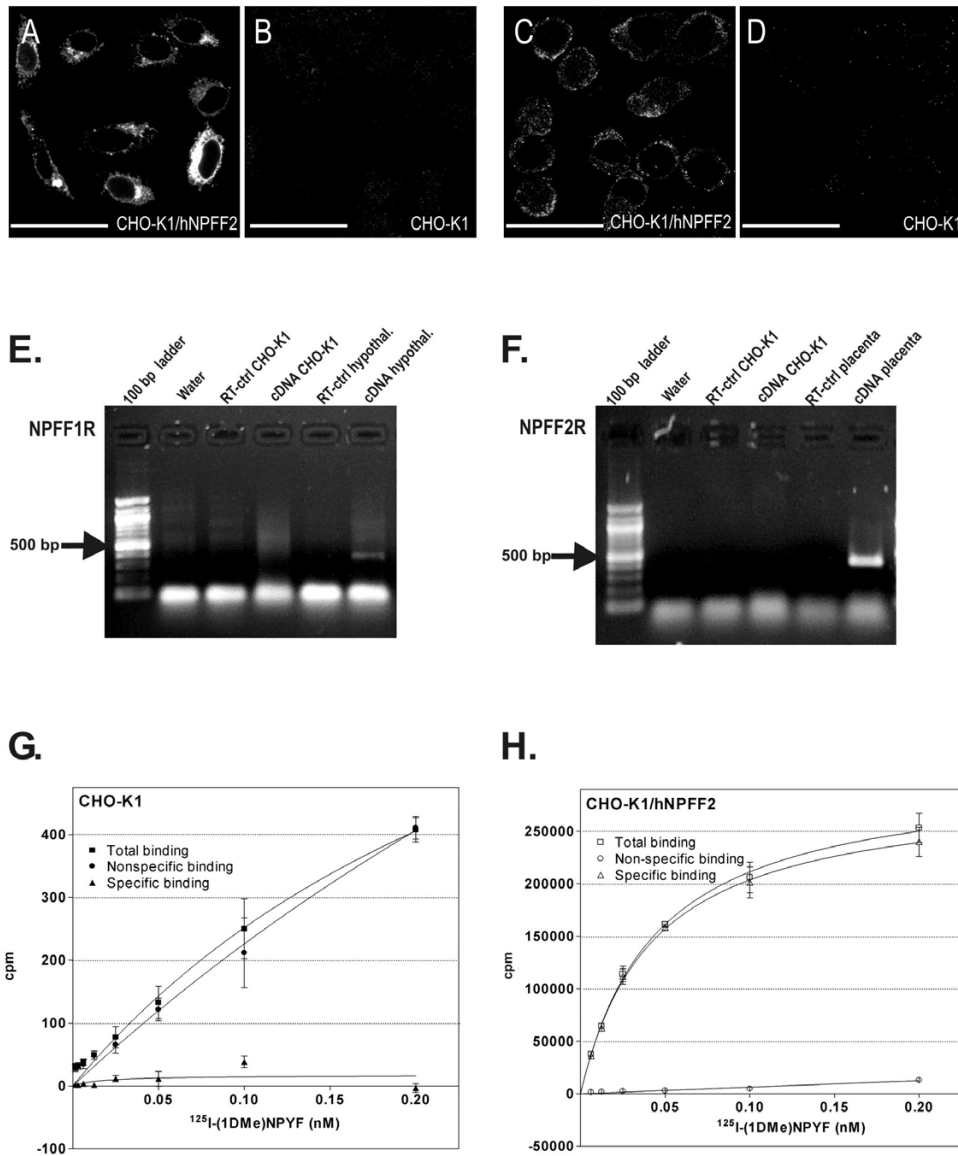 A
B
C
D
CHO-K1/hNPFF2
CHO-K1
CHO-K1/hNPFF2
CHO-K1
E.
100 bp ladder
Water
RT-ctrl CHO-K1
cDNA CHO-K1
RT-ctrl hypothal.
cDNA hypothal.
NPFF1R
500 bp
F.
100 bp ladder
Water
RT-ctrl CHO-K1
cDNA CHO-K1
RT-ctrl placenta
cDNA placenta
NPFF2R
500 bp
G.
CHO-K1
Total binding
Nonspecific binding
Specific binding
cpm
400
300
200
100
0
-100
0.05
0.10
0.15
0.20
¹²⁵I-(1DMe)NPYF (nM)
H.
CHO-K1/hNPFF2
Total binding
Non-specific binding
Specific binding
cpm
250000
200000
150000
100000
50000
0
-50000
0.05
0.10
0.15
0.20
¹²⁵I-(1DMe)NPYF (nM)